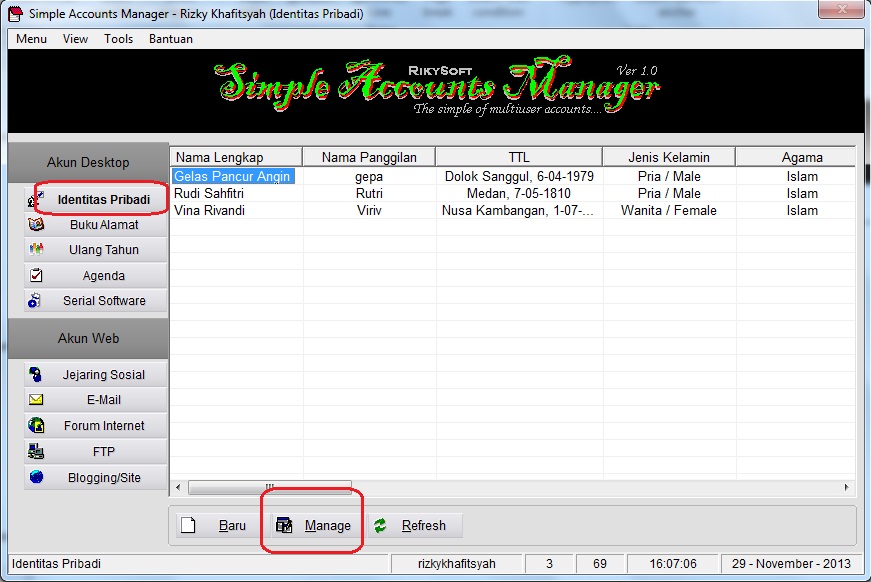 Simple Accounts Manager - Rizky Khafitsyah (Identitas Pribadi)
Menu View Tools Bantuan
RIKYSOFT
Ver 1.0
Simple Accounts Manager
The simple of multiuser accounts....
Akun Desktop
Identitas Pribadi
Buku Alamat
Ulang Tahun
Agenda
Serial Software
Akun Web
Jejaring Sosial
E-Mail
Forum Internet
FTP
Blogging/Site
Nama Lengkap Nama Panggilan TTL Jenis Kelamin Agama
Gelas Pancur Angin gepa Dolok Sanggul, 6-04-1979 Pria / Male Islam
Rudi Sahfitri Rutri Medan, 7-05-1810 Pria / Male Islam
Vina Rivandi Viriv Nusa Kambangan, 1-07-... Wanita / Female Islam
Baru Manage Refresh
Identitas Pribadi rizkykhafitsyah 3 69 16:07:06 29 - November - 2013